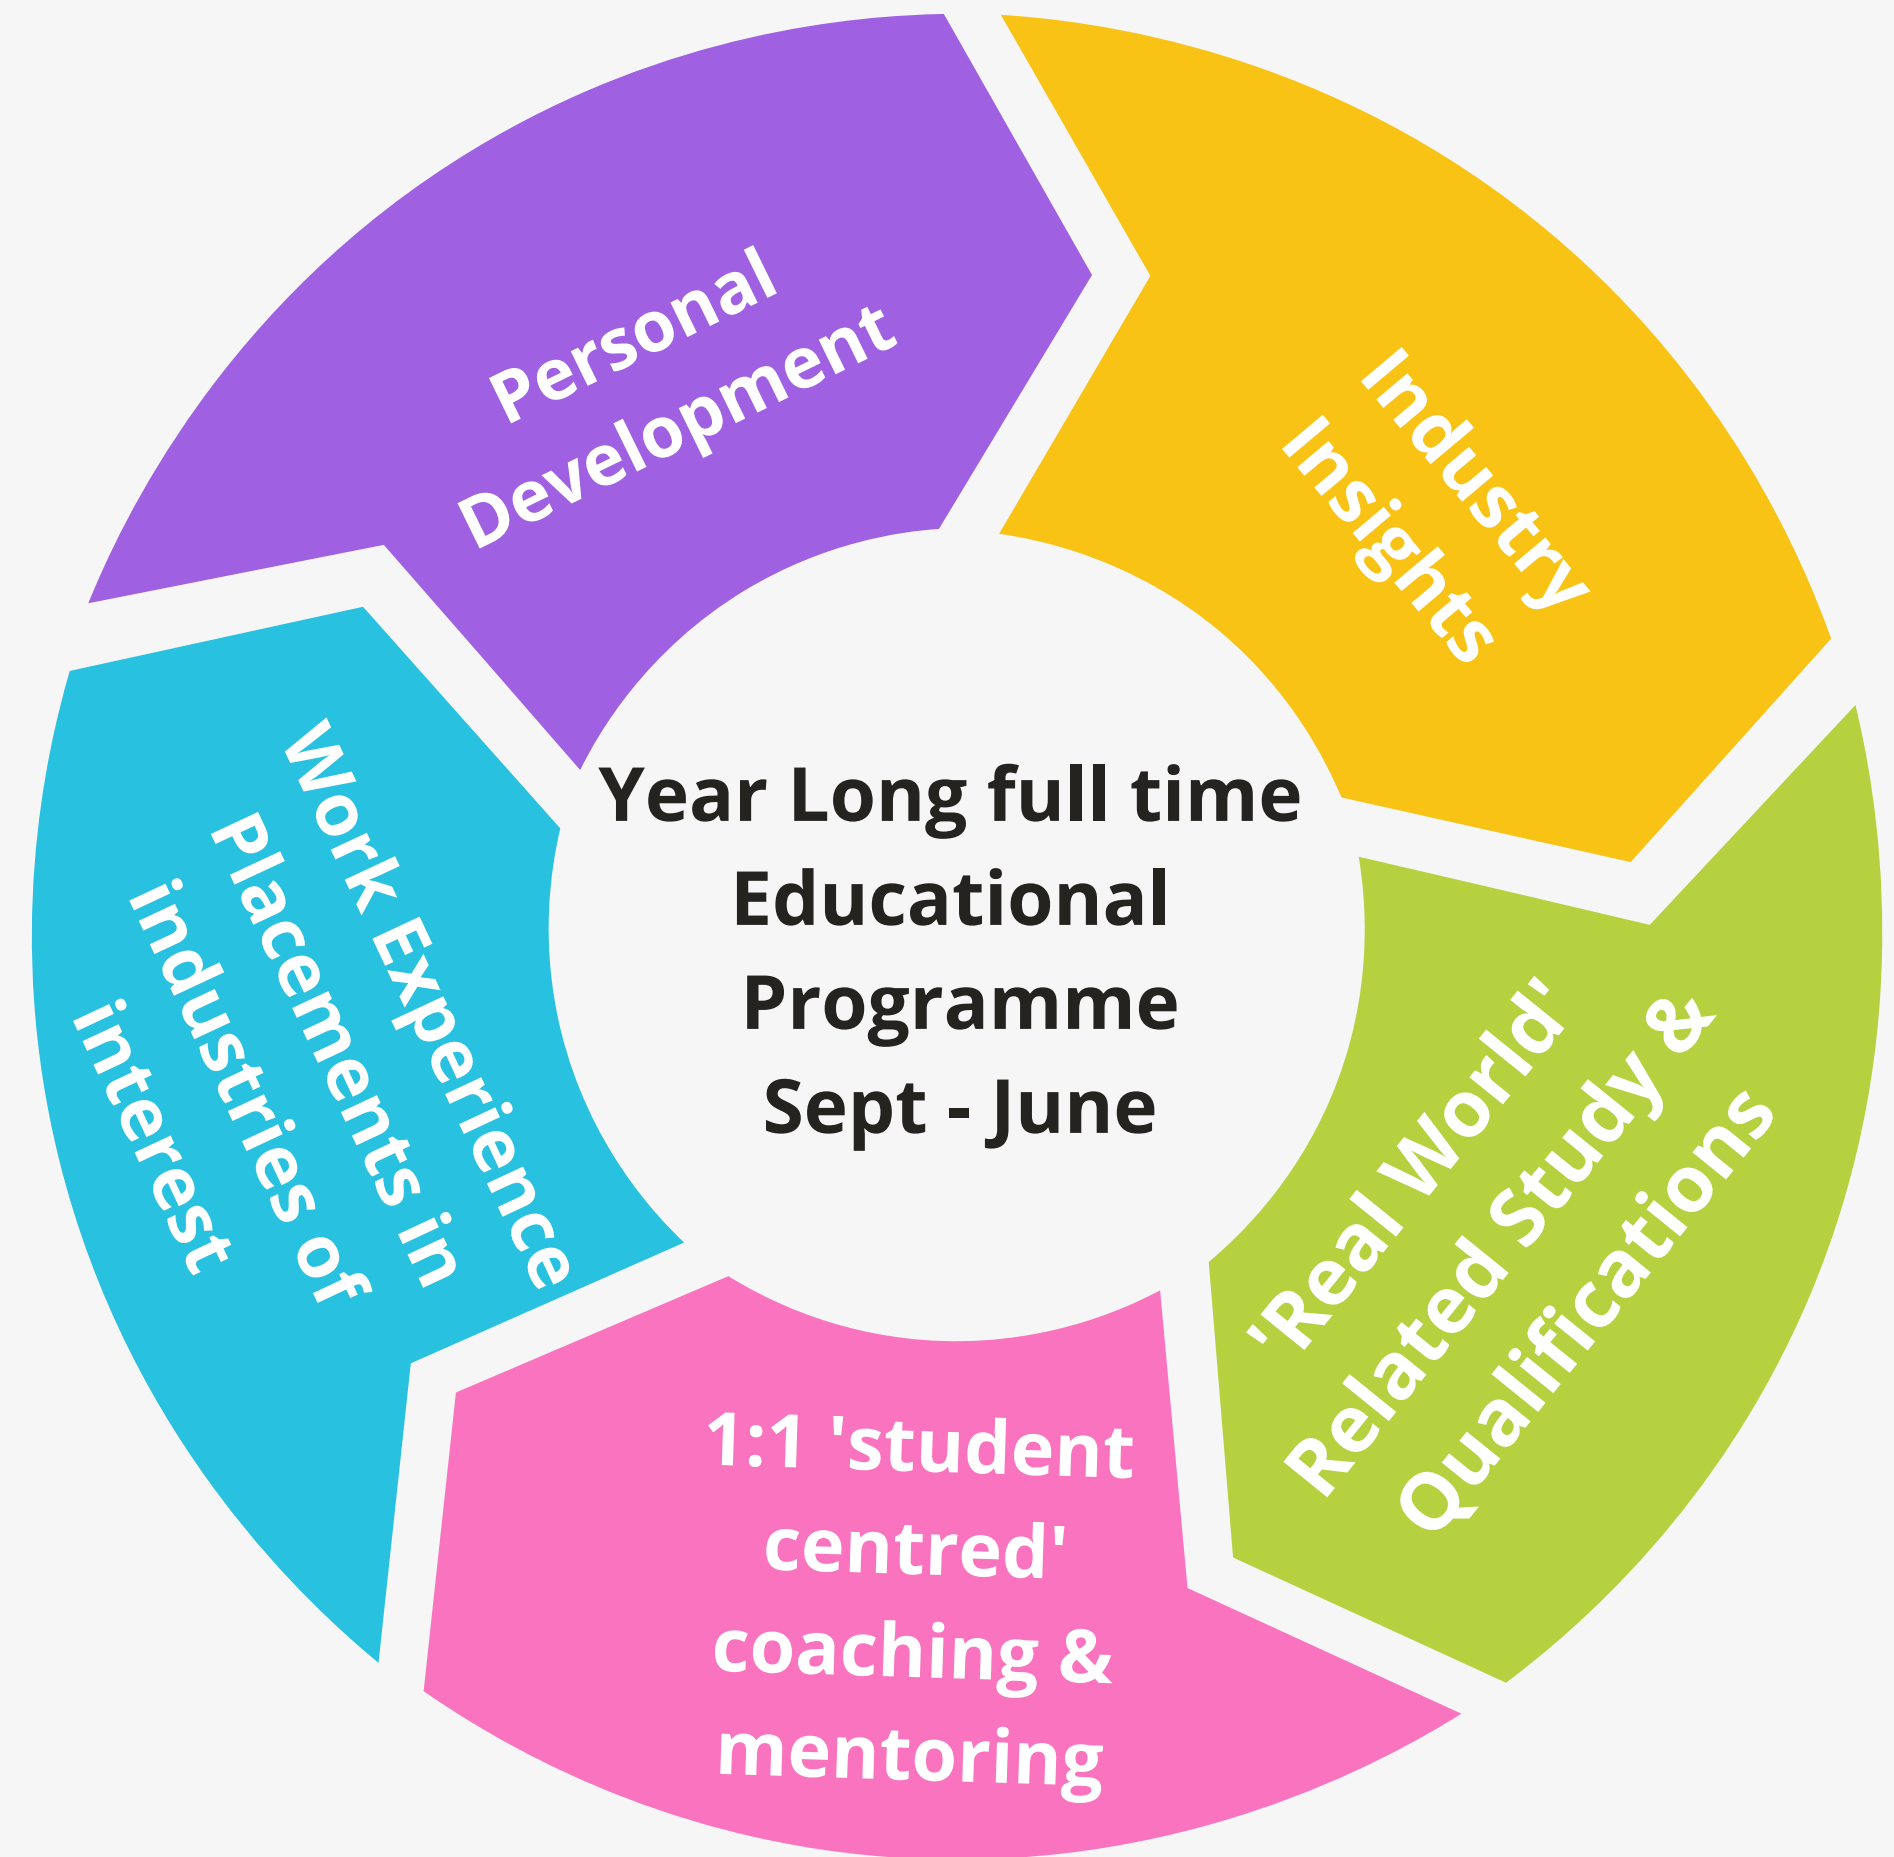 Personal
Development
Industry
Insights
'Real World'
Related Study &
Qualifications
1:1 'student
centred'
coaching &
mentoring
Work Experience
Placements in
industries of
interest
Year Long full time
Educational
Programme
Sept - June